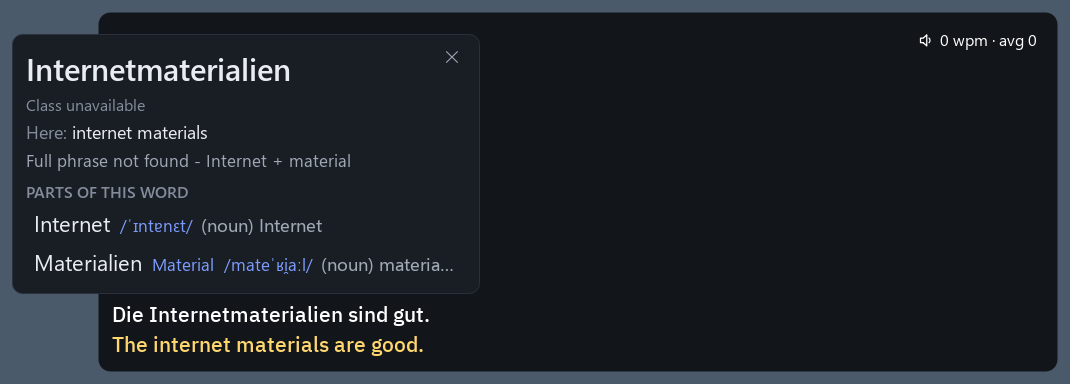 0 wpm · avg 0
Internetmaterialien
Class unavailable
Here: internet materials
Full phrase not found - Internet + material
PARTS OF THIS WORD
Internet /ˈɪntɐnɛt/ (noun) Internet
Materialien Material /mateˈʁi̯aːl/ (noun) materia…
Die Internetmaterialien sind gut.
The internet materials are good.